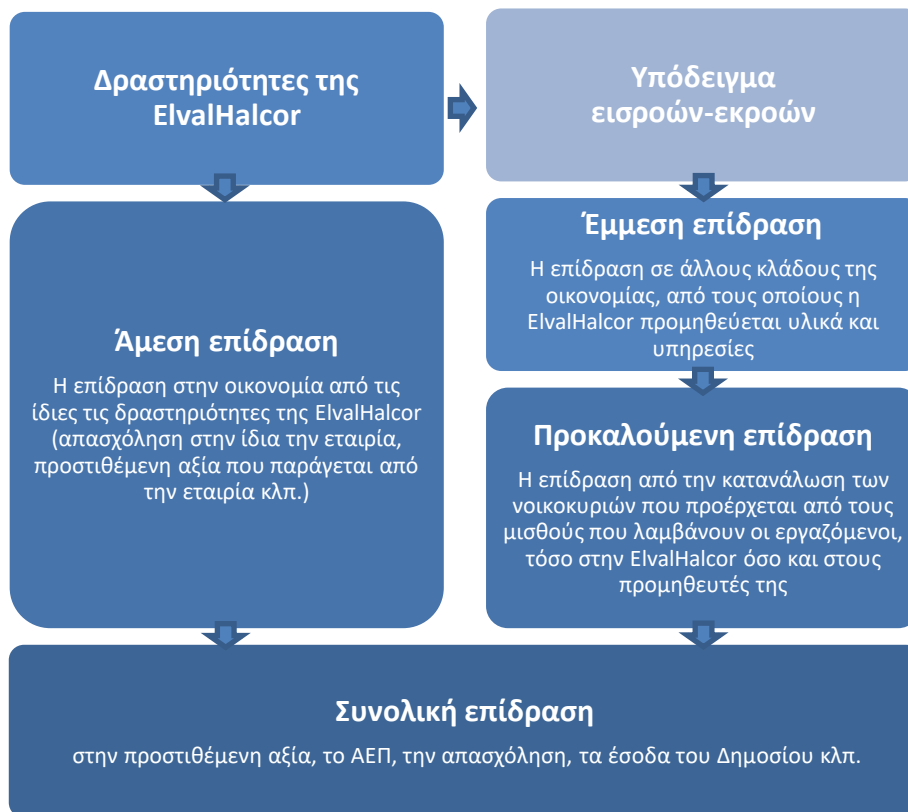 Δραστηριότητες της
ElvalHalcor
Υπόδειγμα
εισροών-εκροών
Άμεση επίδραση
Η επίδραση στην οικονομία από τις
ίδιες τις δραστηριότητες της ElvalHalcor
(απασχόληση στην ίδια την εταιρία,
προστιθέμενη αξία που παράγεται από
την εταιρία κλπ.)
Έμμεση επίδραση
Η επίδραση σε άλλους κλάδους της
οικονομίας, από τους οποίους η
ElvalHalcor προμηθεύεται υλικά και
υπηρεσίες
Προκαλούμενη επίδραση
Η επίδραση από την κατανάλωση των
νοικοκυριών που προέρχεται από τους
μισθούς που λαμβάνουν οι εργαζόμενοι,
τόσο στην ElvalHalcor όσο και στους
προμηθευτές της
Συνολική επίδραση
στην προστιθέμενη αξία, το ΑΕΠ, την απασχόληση, τα έσοδα του Δημοσίου κλπ.